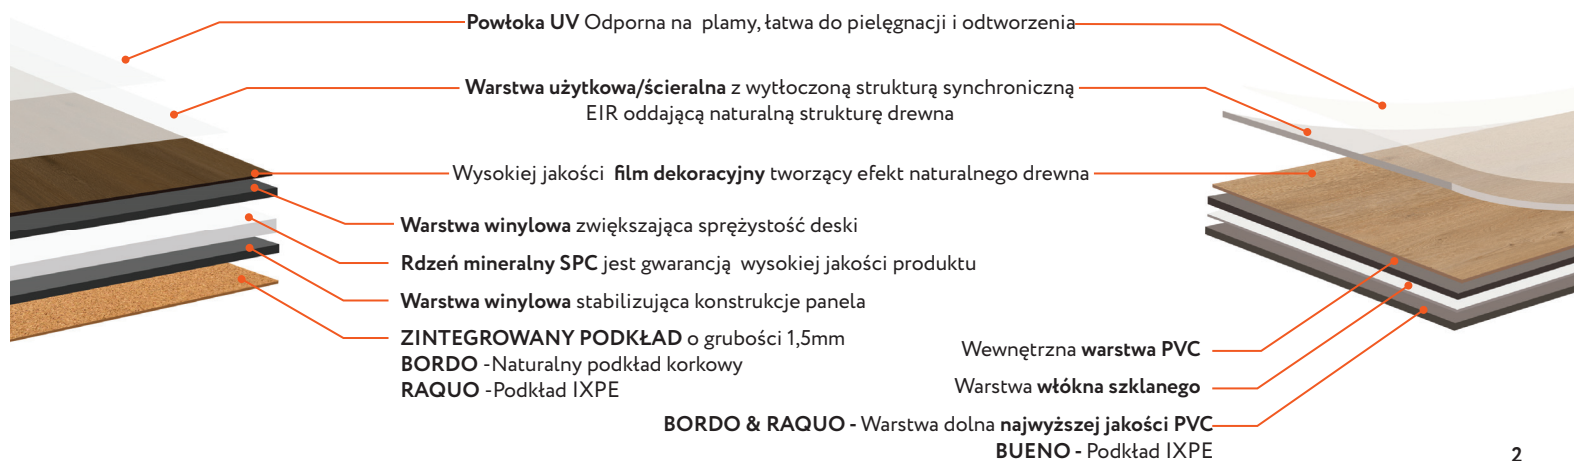 Powłoka UV Odporna na plamy, łatwa do pielęgnacji i odtworzenia
Warstwa użytkowa/ścieralna z wytłoczoną strukturą synchroniczną
EIR oddającą naturalną strukturę drewna
Wysokiej jakości film dekoracyjny tworzący efekt naturalnego drewna
Warstwa winylowa zwiększająca sprężystość deski
Rdzeń mineralny SPC jest gwarancją wysokiej jakości produktu
Warstwa winylowa stabilizująca konstrukcje panela
ZINTEGROWANY PODKŁAD o grubości 1,5mm
BORDO -Naturalny podkład korkowy
RAQUO -Podkład IXPE
Wewnętrzna warstwa PVC
Warstwa włókna szklanego
BORDO & RAQUO - Warstwa dolna najwyższej jakości PVC
BUENO - Podkład IXPE
2